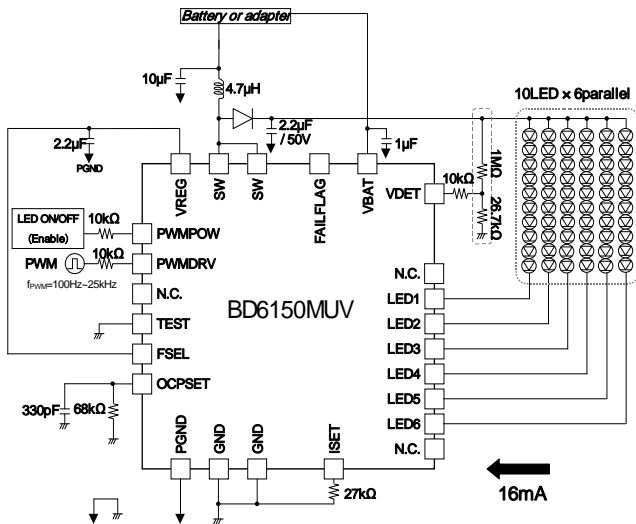 Battery or adapter
10μF
4.7μH
10LED × 6parallel
2.2μF
2.2μF
/ 50V
1μF
PGND
1MΩ
10kΩ
26.7kΩ
VREG
SW
SW
FAILFLAG
VBAT
VDET
LED ON/OFF
(Enable)
10kΩ
PWMPOW
PWM
10kΩ
PWMDRV
fPWM=100Hz~25kHz
N.C.
N.C.
BD6150MUV
LED1
TEST
LED2
FSEL
LED3
OCPSET
LED4
330pF
68kΩ
LED5
LED6
PGND
GND
GND
ISET
N.C.
27kΩ
16mA